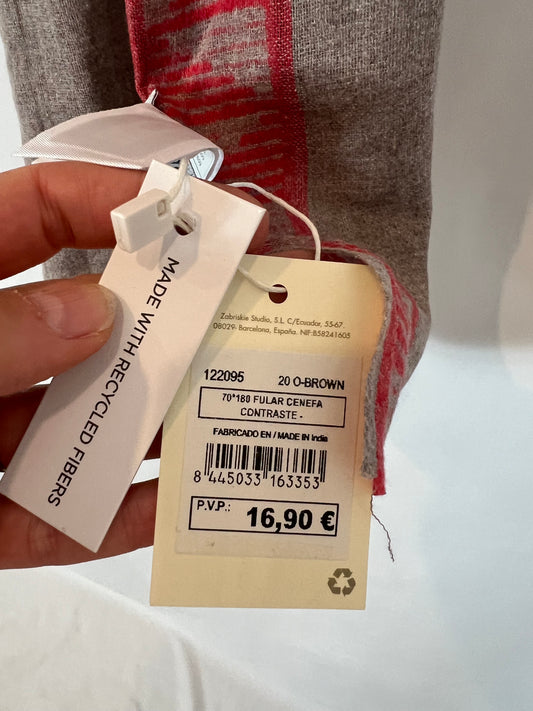 MADE WITH RECYCLED FIBERS
Zabriskie Studio, S.L. C/Ecuador, 55-67.
08029- Barcelona, España. NIF:B58241605
122095 20 O-BROWN
70*180 FULAR CENEFA
CONTRASTE -
FABRICADO EN / MADE IN India
8 445033 163353
P.V.P.: 16,90 €